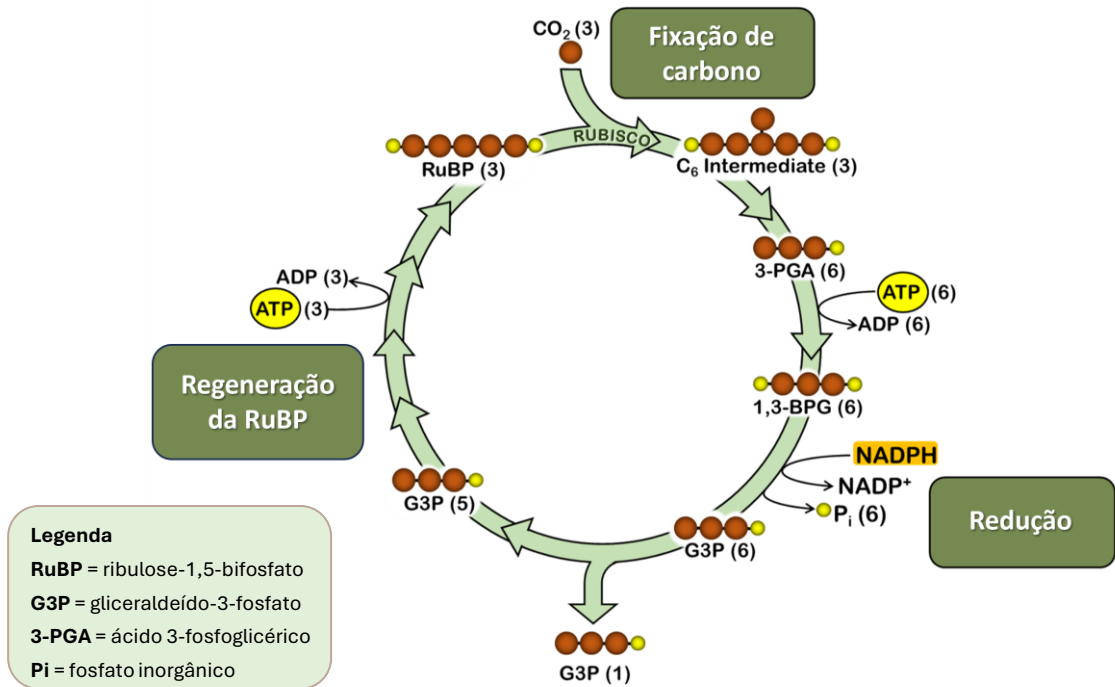 CO₂ (3)
Fixação de
carbono
RUBISCO
RuBP (3)
C₆ Intermediate (3)
3-PGA (6)
ATP (6)
ADP (6)
1,3-BPG (6)
NADPH
NADP⁺
Pᵢ (6)
Redução
G3P (6)
G3P (1)
G3P (5)
Regeneração
da RuBP
ADP (3)
ATP (3)
Legenda
RuBP = ribulose-1,5-bifosfato
G3P = gliceraldeído-3-fosfato
3-PGA = ácido 3-fosfoglicérico
Pi = fosfato inorgânico